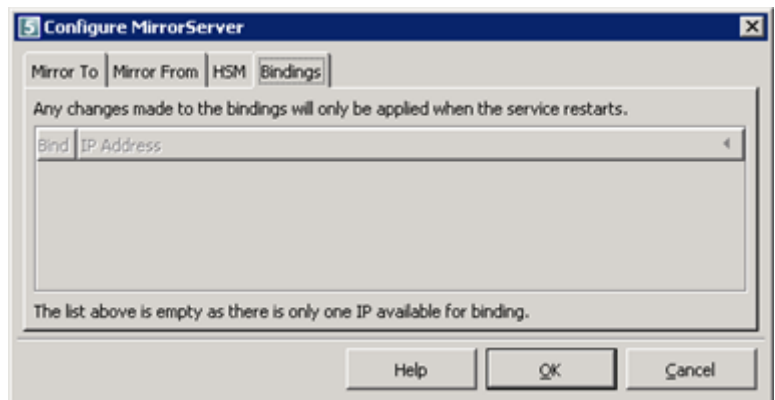 5 Configure MirrorServer
Mirror To Mirror From HSM Bindings
Any changes made to the bindings will only be applied when the service restarts.
Bind IP Address
The list above is empty as there is only one IP available for binding.
Help OK Cancel